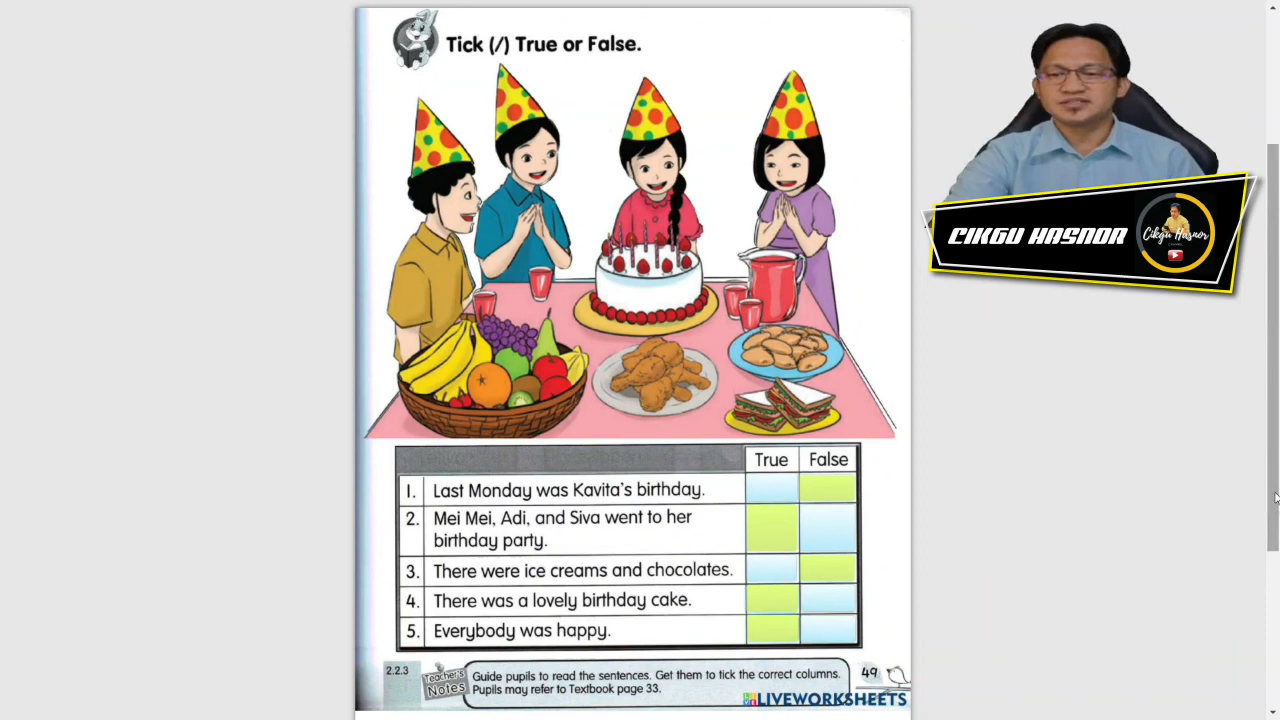 Tick (/) True or False.
CIKGU HASNOR
Cikgu Hasnor
True False
1. Last Monday was Kavita's birthday.
2. Mei Mei, Adi, and Siva went to her
birthday party.
3. There were ice creams and chocolates.
4. There was a lovely birthday cake.
5. Everybody was happy.
2.2.3
Teacher's
Notes
Guide pupils to read the sentences. Get them to tick the correct columns.
Pupils may refer to Textbook page 33.
49
LIVEWORKSHEETS